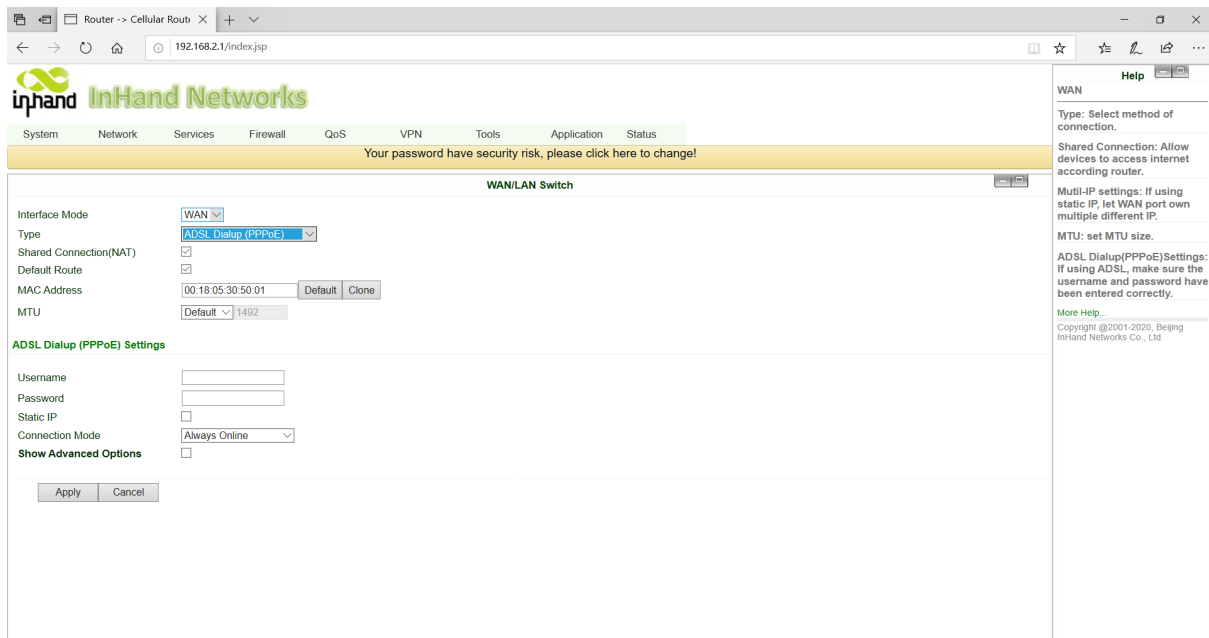 Router -> Cellular Route
192.168.2.1/index.jsp
inhand InHand Networks
System Network Services Firewall QoS VPN Tools Application Status
Your password have security risk, please click here to change!
WAN/LAN Switch
Interface Mode WAN
Type ADSL Dialup (PPPoE)
Shared Connection(NAT)
Default Route
MAC Address 00:18:05:30:50:01 Default Clone
MTU Default 1492
ADSL Dialup (PPPoE) Settings
Username
Password
Static IP
Connection Mode Always Online
Show Advanced Options
Apply Cancel
Help
WAN
Type: Select method of
connection.
Shared Connection: Allow
devices to access internet
according router.
Mutil-IP settings: If using
static IP, let WAN port own
multiple different IP.
MTU: set MTU size.
ADSL Dialup(PPPoE)Settings:
If using ADSL, make sure the
username and password have
been entered correctly.
More Help...
Copyright @2001-2020, Beijing
InHand Networks Co., Ltd.